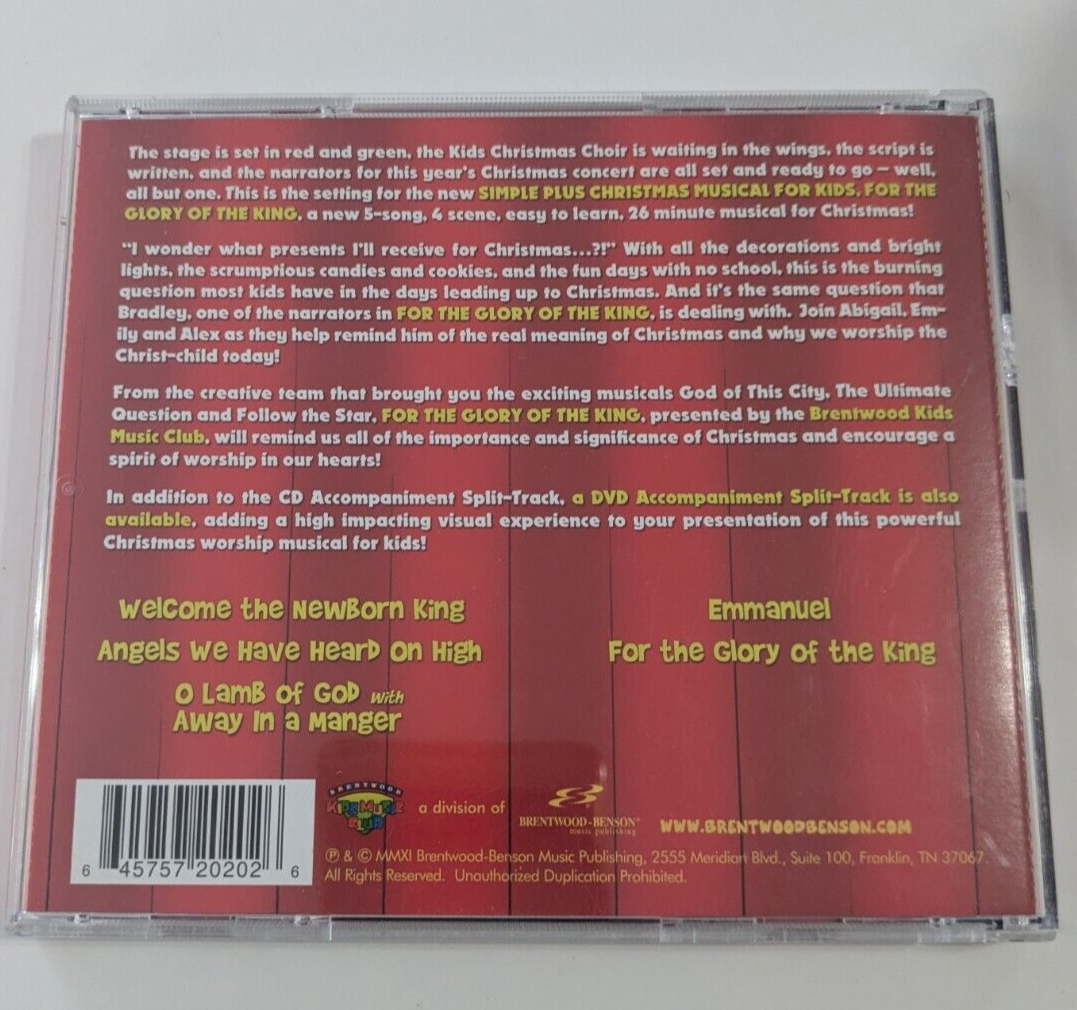 The stage is set in red and green, the Kids Christmas Choir is waiting in the wings, the script is
written, and the narrators for this year's Christmas concert are all set and ready to go – well,
all but one. This is the setting for the new SIMPLE PLUS CHRISTMAS MUSICAL FOR KIDS, FOR THE
GLORY OF THE KING, a new 5-song, 4 scene, easy to learn, 26 minute musical for Christmas!
"I wonder what presents I'll receive for Christmas...?!" With all the decorations and bright
lights, the scrumptious candies and cookies, and the fun days with no school, this is the burning
question most kids have in the days leading up to Christmas. And it's the same question that
Bradley, one of the narrators in FOR THE GLORY OF THE KING, is dealing with. Join Abigail, Em-
ily and Alex as they help remind him of the real meaning of Christmas and why we worship the
Christ-child today!
From the creative team that brought you the exciting musicals God of This City, The Ultimate
Question and Follow the Star, FOR THE GLORY OF THE KING, presented by the Brentwood Kids
Music Club, will remind us all of the importance and significance of Christmas and encourage a
spirit of worship in our hearts!
In addition to the CD Accompaniment Split-Track, a DVD Accompaniment Split-Track is also
available, adding a high impacting visual experience to your presentation of this powerful
Christmas worship musical for kids!
Welcome the Newborn King
Angels We Have Heard On High
O Lamb of God with
Away In a Manger
Emmanuel
For the Glory of the King
BRENTWOOD
KIDS MUSIC
CLUB
a division of
BRENTWOOD-BENSON
music publishing
WWW.BRENTWOODBENSON.COM
6 45757 20202 6
℗ & © MMXI Brentwood-Benson Music Publishing, 2555 Meridian Blvd., Suite 100, Franklin, TN 37067.
All Rights Reserved. Unauthorized Duplication Prohibited.